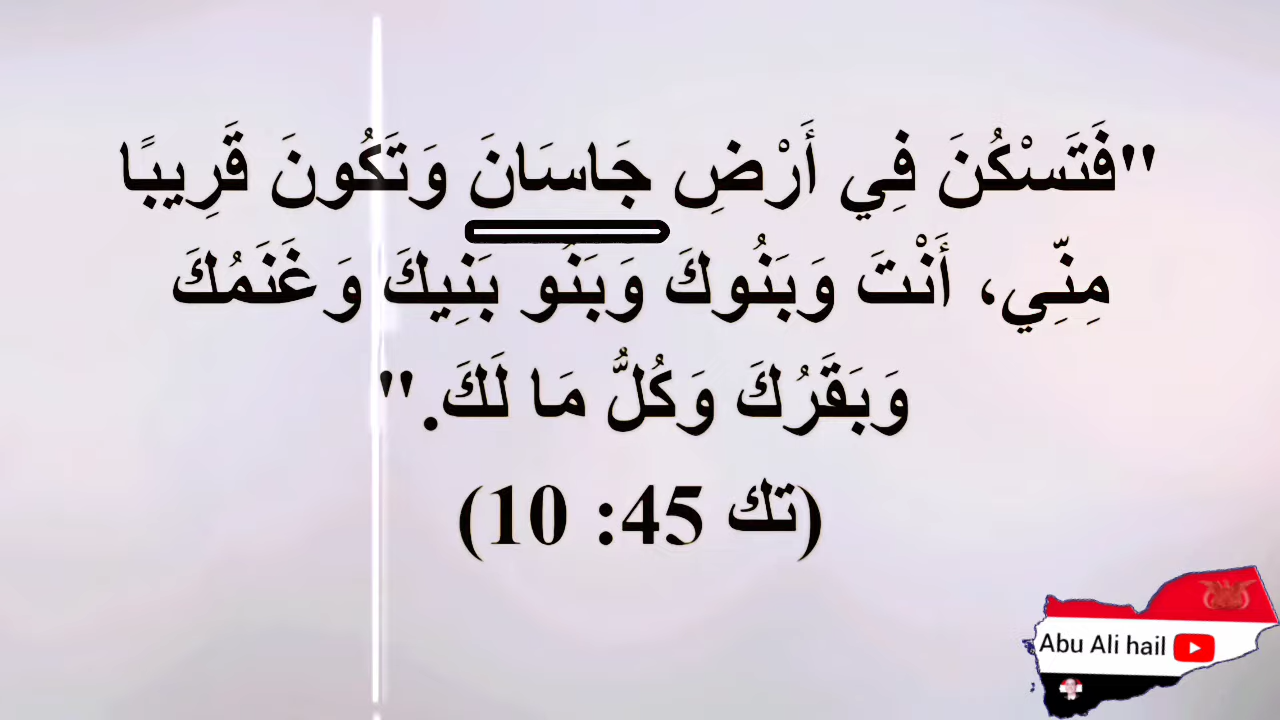 "فَتَسْكُنَ فِي أَرْضِ جَاسَانَ وَتَكُونَ قَرِيبًا
مِنِّي، أَنْتَ وَبَنُوكَ وَبَنُو بَنِيكَ وَغَنَمُكَ
وَبَقَرُكَ وَكُلُّ مَا لَكَ."
(تك 45: 10)
Abu Ali hail